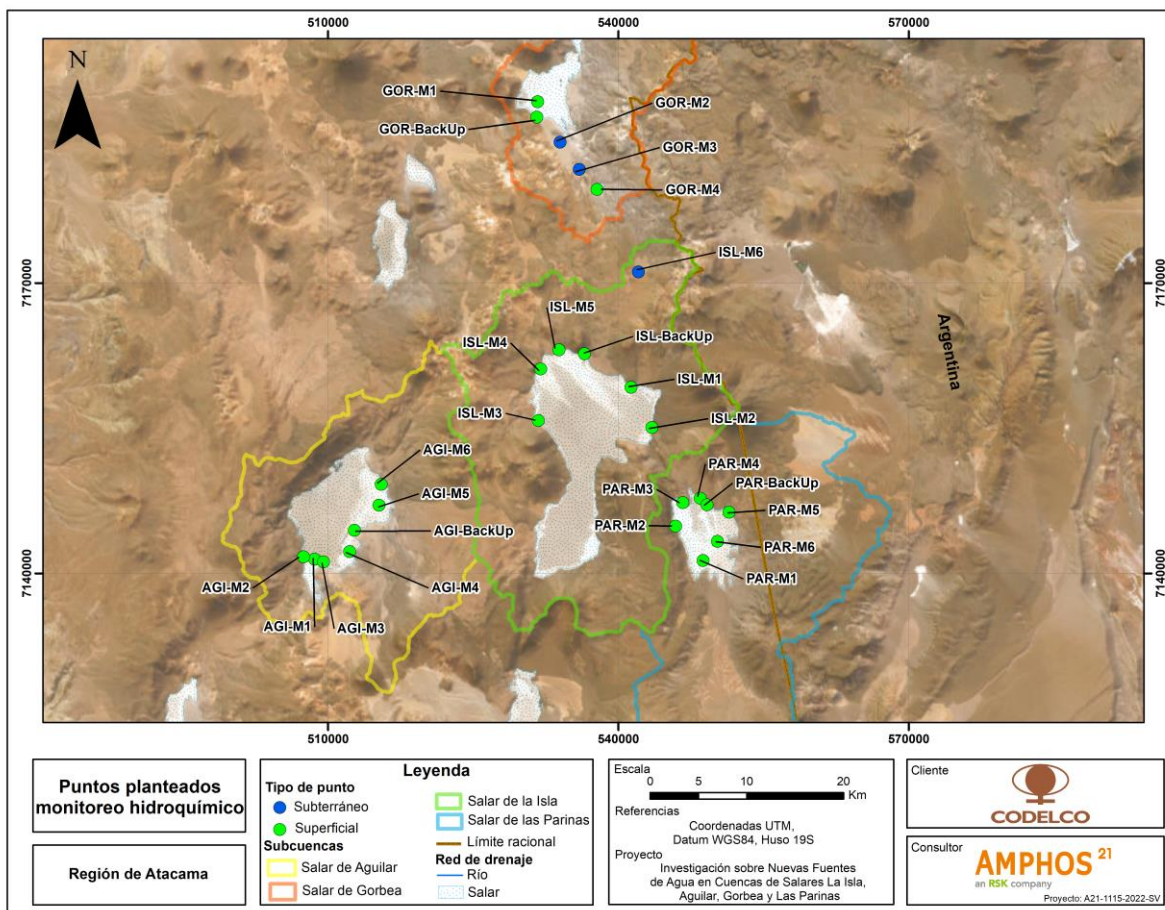 510000
540000
570000
N
GOR-M1
GOR-M2
GOR-BackUp
GOR-M3
GOR-M4
ISL-M6
7170000
7170000
ISL-M5
ISL-BackUp
ISL-M4
Argentina
ISL-M1
ISL-M3
ISL-M2
AGI-M6
PAR-M4
PAR-M3
PAR-BackUp
AGI-M5
PAR-M5
AGI-BackUp
PAR-M2
PAR-M6
7140000
7140000
AGI-M2
AGI-M4
PAR-M1
AGI-M1
AGI-M3
510000
540000
570000
Puntos planteados
monitoreo hidroquímico
Región de Atacama
Leyenda
Tipo de punto
Subterráneo
Superficial
Subcuencas
Salar de Aguilar
Salar de Gorbea
Salar de la Isla
Salar de las Parinas
Límite racional
Red de drenaje
Río
Salar
Escala
0 5 10 20
Km
Referencias
Coordenadas UTM,
Datum WGS84, Huso 19S
Proyecto
Investigación sobre Nuevas Fuentes
de Agua en Cuencas de Salares La Isla,
Aguilar, Gorbea y Las Parinas
Cliente
CODELCO
Consultor
AMPHOS 21
an RSK company
Proyecto: A21-1115-2022-SV